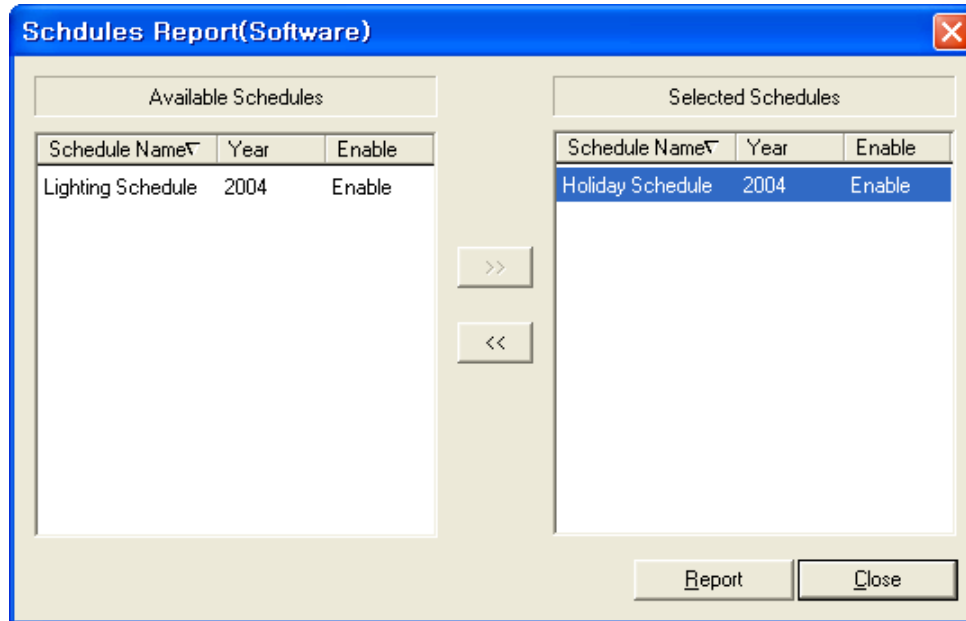 Schdules Report(Software)
Available Schedules
Schedule Name Year Enable
Lighting Schedule 2004 Enable
>>
<<
Selected Schedules
Schedule Name Year Enable
Holiday Schedule 2004 Enable
Report Close